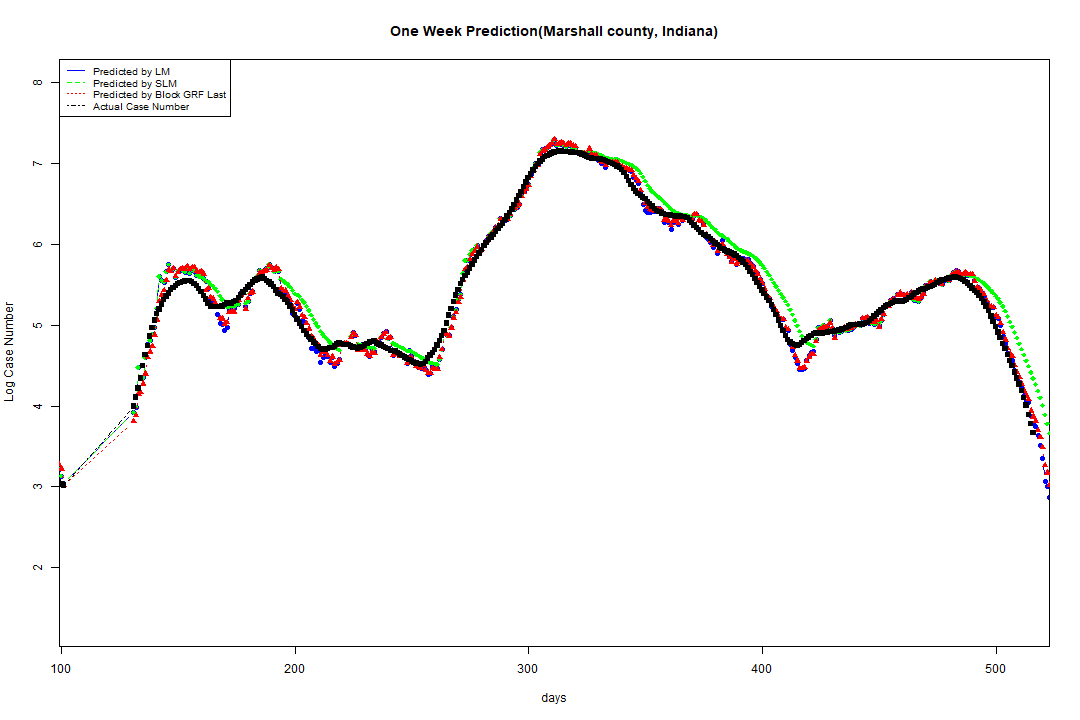 One Week Prediction(Marshall county, Indiana)
Predicted by LM
Predicted by SLM
Predicted by Block GRF Last
Actual Case Number
8
7
6
5
4
3
2
Log Case Number
100 200 300 400 500
days